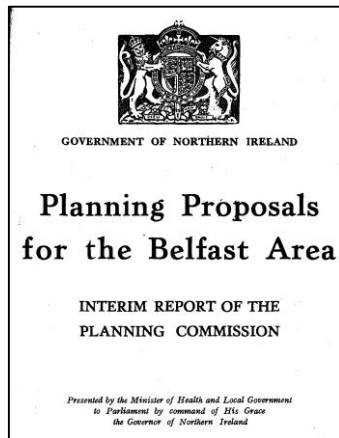 GOVERNMENT OF NORTHERN IRELAND
Planning Proposals
for the Belfast Area
INTERIM REPORT OF THE
PLANNING COMMISSION
Presented by the Minister of Health and Local Government
to Parliament by command of His Grace
the Governor of Northern Ireland